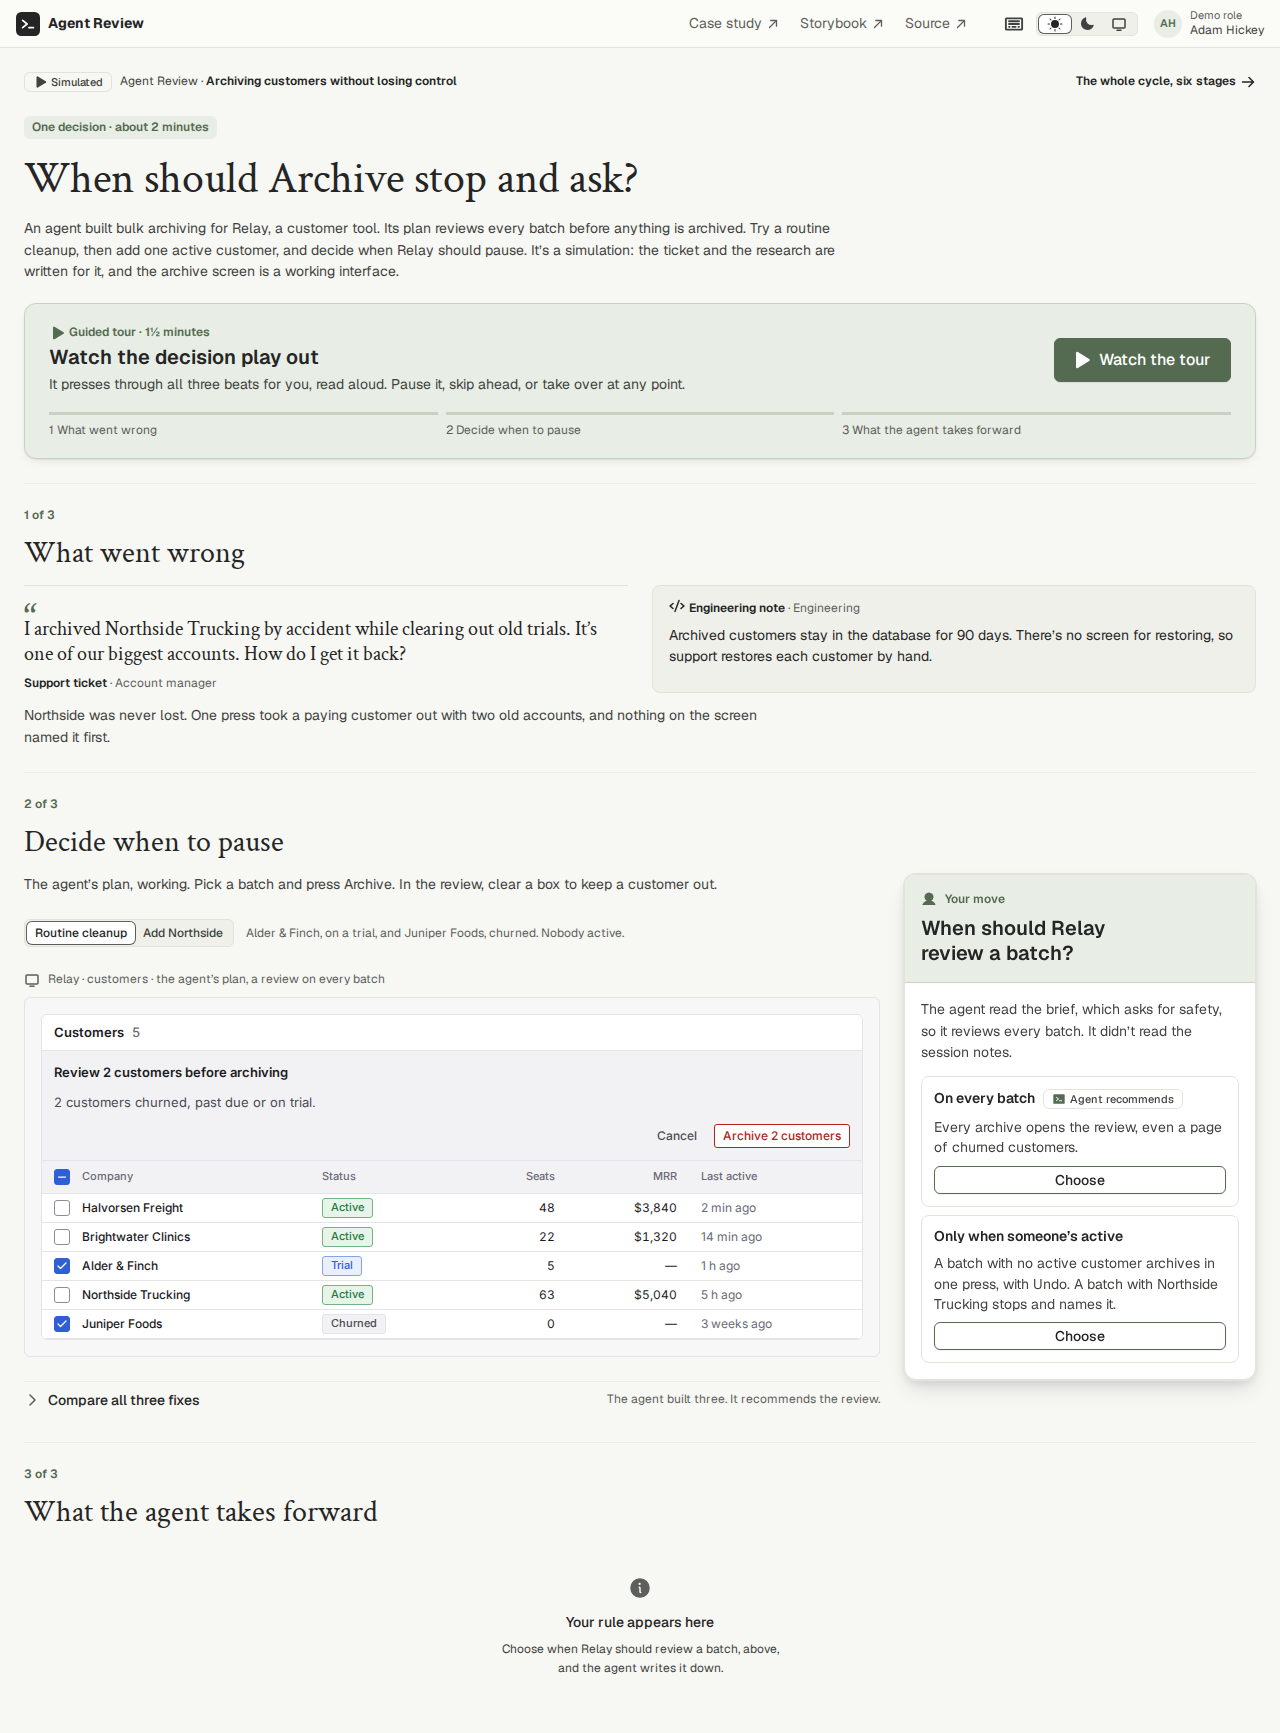 Agent Review
Case study
Storybook
Source
AH
Demo role
Adam Hickey
Simulated
Agent Review · Archiving customers without losing control
The whole cycle, six stages
One decision · about 2 minutes
When should Archive stop and ask?
An agent built bulk archiving for Relay, a customer tool. Its plan reviews every batch before anything is archived. Try a routine
cleanup, then add one active customer, and decide when Relay should pause. It's a simulation: the ticket and the research are
written for it, and the archive screen is a working interface.
Guided tour · 1½ minutes
Watch the decision play out
It presses through all three beats for you, read aloud. Pause it, skip ahead, or take over at any point.
Watch the tour
1 What went wrong
2 Decide when to pause
3 What the agent takes forward
1 of 3
What went wrong
“
I archived Northside Trucking by accident while clearing out old trials. It's
one of our biggest accounts. How do I get it back?
Support ticket · Account manager
Engineering note · Engineering
Archived customers stay in the database for 90 days. There's no screen for restoring, so
support restores each customer by hand.
Northside was never lost. One press took a paying customer out with two old accounts, and nothing on the screen
named it first.
2 of 3
Decide when to pause
The agent's plan, working. Pick a batch and press Archive. In the review, clear a box to keep a customer out.
Routine cleanup
Add Northside
Alder & Finch, on a trial, and Juniper Foods, churned. Nobody active.
Relay · customers · the agent's plan, a review on every batch
Customers 5
Review 2 customers before archiving
2 customers churned, past due or on trial.
Cancel
Archive 2 customers
Company Status Seats MRR Last active
Halvorsen Freight Active 48 $3,840 2 min ago
Brightwater Clinics Active 22 $1,320 14 min ago
Alder & Finch Trial 5 — 1 h ago
Northside Trucking Active 63 $5,040 5 h ago
Juniper Foods Churned 0 — 3 weeks ago
Compare all three fixes
The agent built three. It recommends the review.
Your move
When should Relay
review a batch?
The agent read the brief, which asks for safety,
so it reviews every batch. It didn't read the
session notes.
On every batch
Agent recommends
Every archive opens the review, even a page
of churned customers.
Choose
Only when someone's active
A batch with no active customer archives in
one press, with Undo. A batch with Northside
Trucking stops and names it.
Choose
3 of 3
What the agent takes forward
Your rule appears here
Choose when Relay should review a batch, above,
and the agent writes it down.